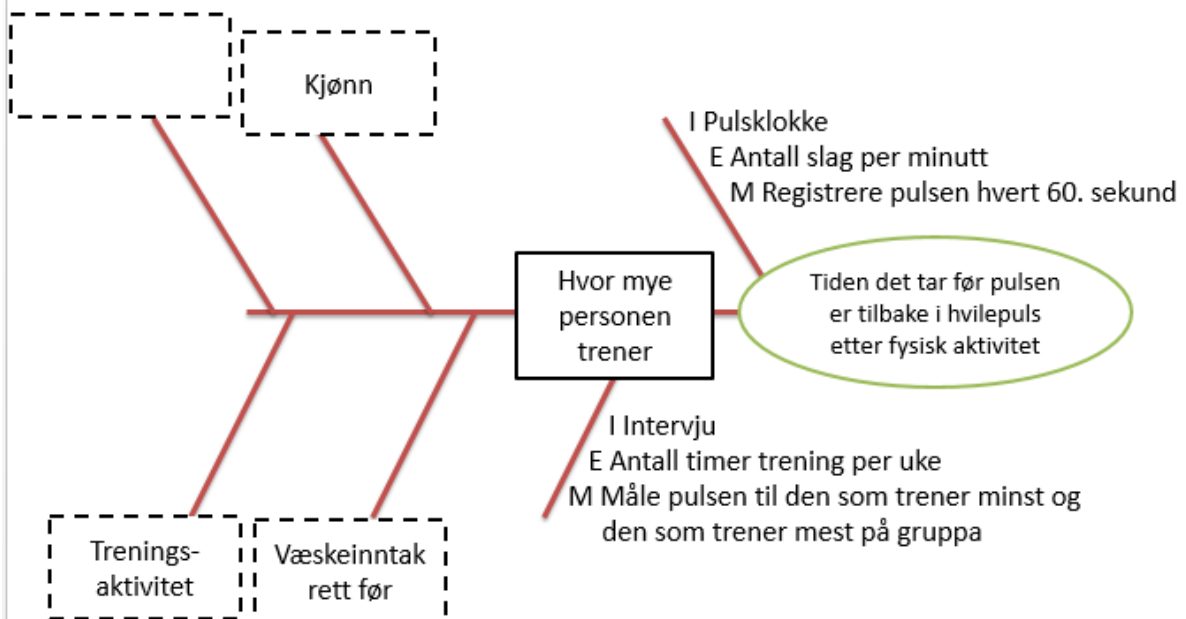 Kjønn
I Pulsklokke
E Antall slag per minutt
M Registrere pulsen hvert 60. sekund
Hvor mye
personen
trener
Tiden det tar før pulsen
er tilbake i hvilepuls
etter fysisk aktivitet
I Intervju
E Antall timer trening per uke
M Måle pulsen til den som trener minst og
den som trener mest på gruppa
Trenings-
aktivitet
Væskeinntak
rett før